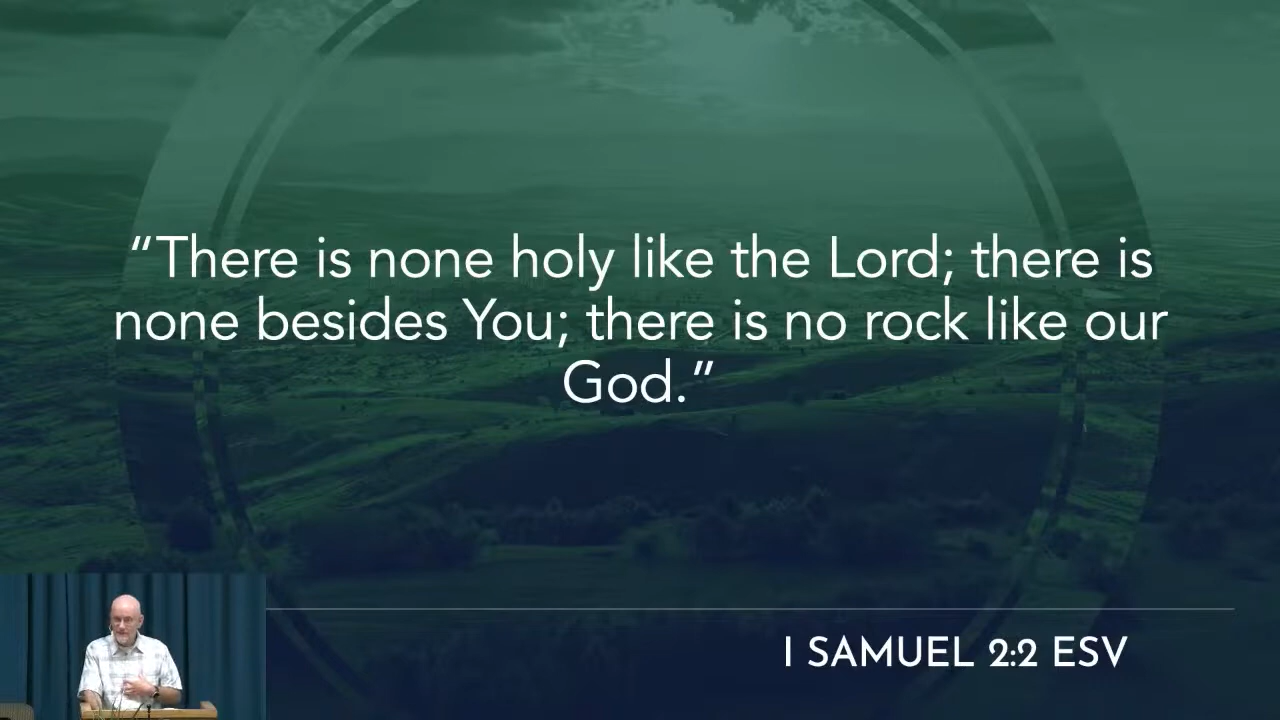 “There is none holy like the Lord; there is
none besides You; there is no rock like our
God.”
I SAMUEL 2:2 ESV